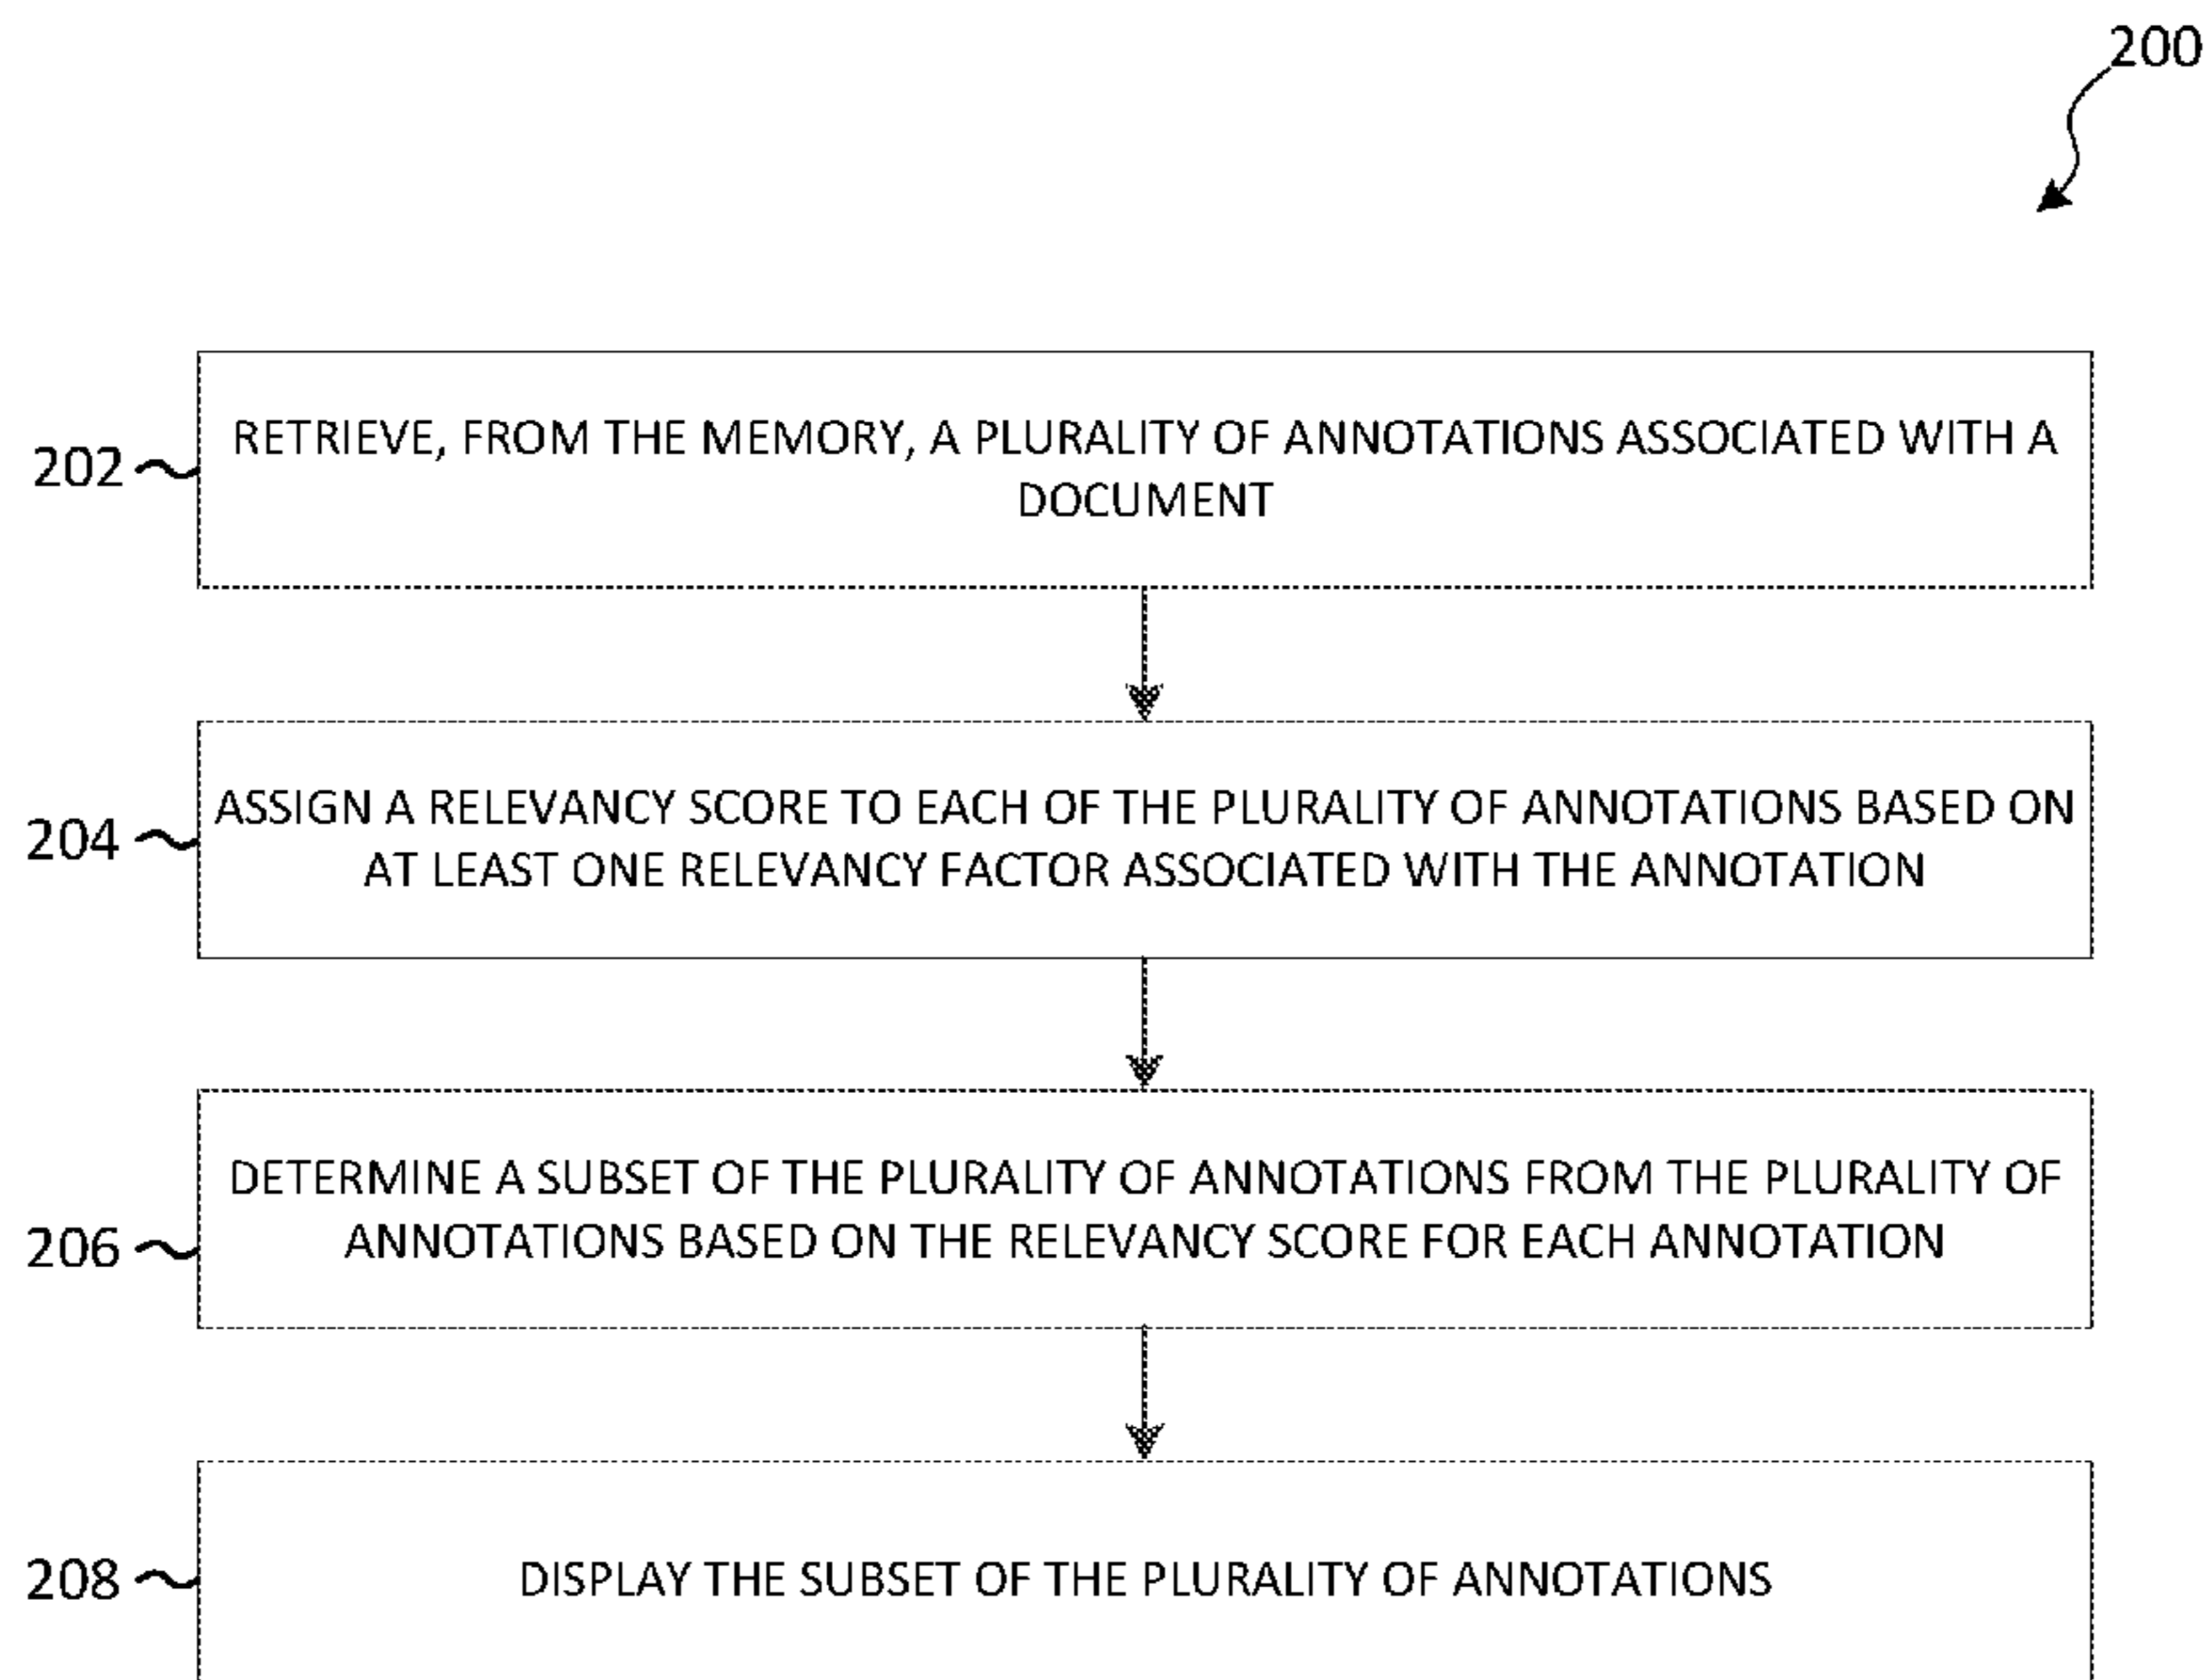 200
RETRIEVE, FROM THE MEMORY, A PLURALITY OF ANNOTATIONS ASSOCIATED WITH A
DOCUMENT
202
ASSIGN A RELEVANCY SCORE TO EACH OF THE PLURALITY OF ANNOTATIONS BASED ON
AT LEAST ONE RELEVANCY FACTOR ASSOCIATED WITH THE ANNOTATION
204
DETERMINE A SUBSET OF THE PLURALITY OF ANNOTATIONS FROM THE PLURALITY OF
ANNOTATIONS BASED ON THE RELEVANCY SCORE FOR EACH ANNOTATION
206
DISPLAY THE SUBSET OF THE PLURALITY OF ANNOTATIONS
208